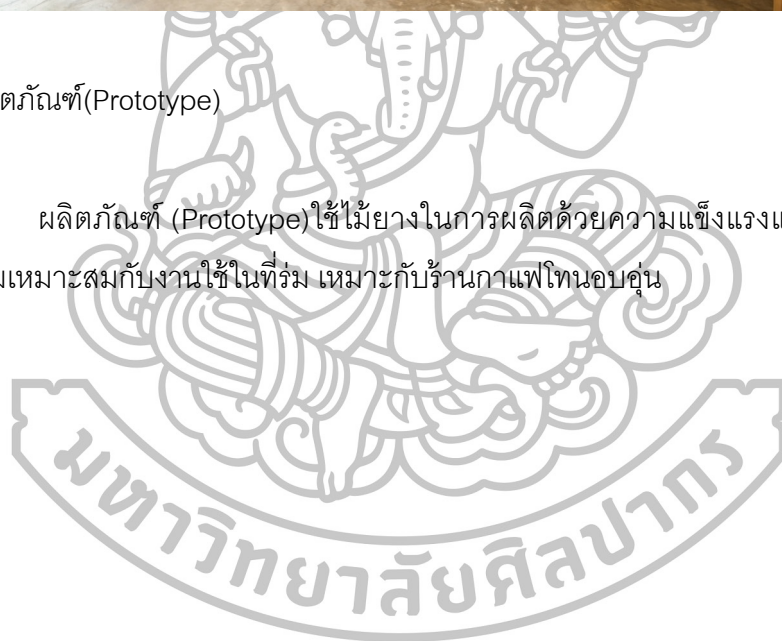 ตภัณฑ์(Prototype)
ผลิตภัณฑ์ (Prototype)ใช้ไม้ยางในการผลิตด้วยความแข็งแรง
เหมาะสมกับงานใช้ในที่ร่ม เหมาะกับร้านกาแฟโทนอบอุ่น
มหาวิทยาลัยศิลปากร